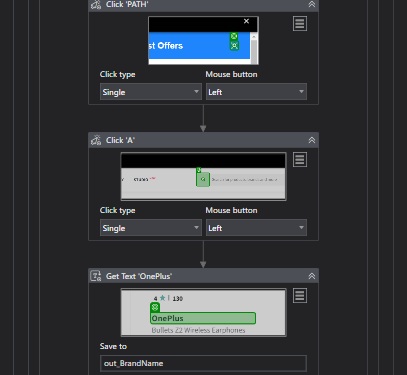 Click 'PATH'
st Offers
Click type
Mouse button
Single
Left
Click 'A'
Click type
Mouse button
Single
Left
Get Text 'OnePlus'
4 ★ | 130
OnePlus
Bullets Z2 Wireless Earphones
Save to
out_BrandName